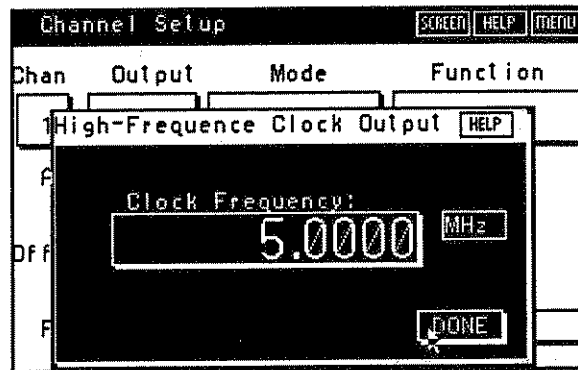 Channel Setup SCREEN HELP MENU
Chan Output Mode Function
1
High-Frequence Clock Output HELP
Clock Frequency:
5.0000 MHz
Off
DONE